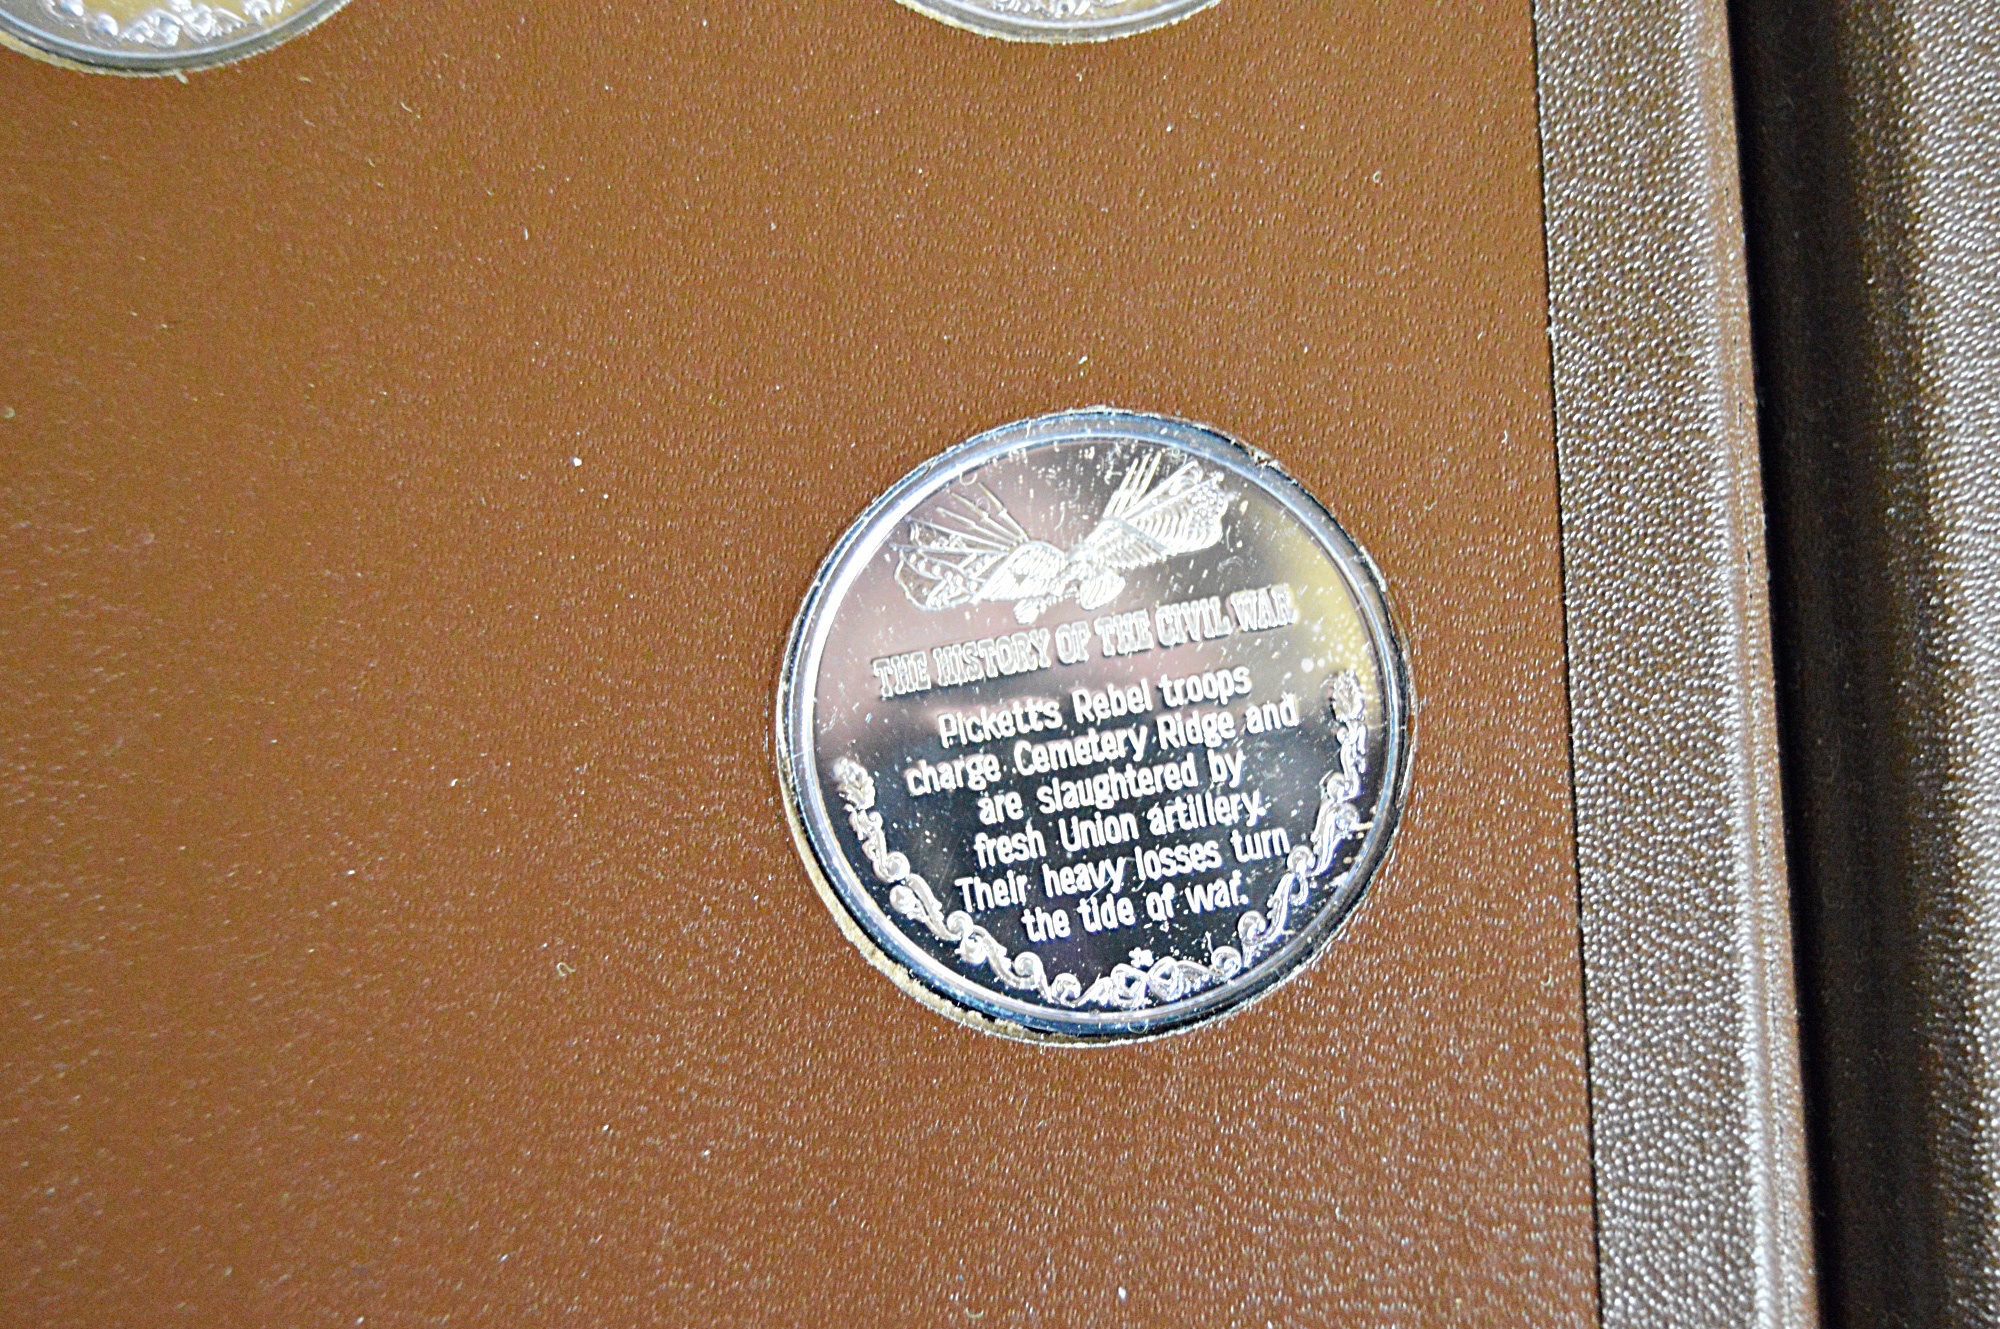 THE HISTORY OF THE CIVIL WAR
Pickett's Rebel troops
charge Cemetery Ridge and
are slaughtered by
fresh Union artillery.
Their heavy losses turn
the tide of war.